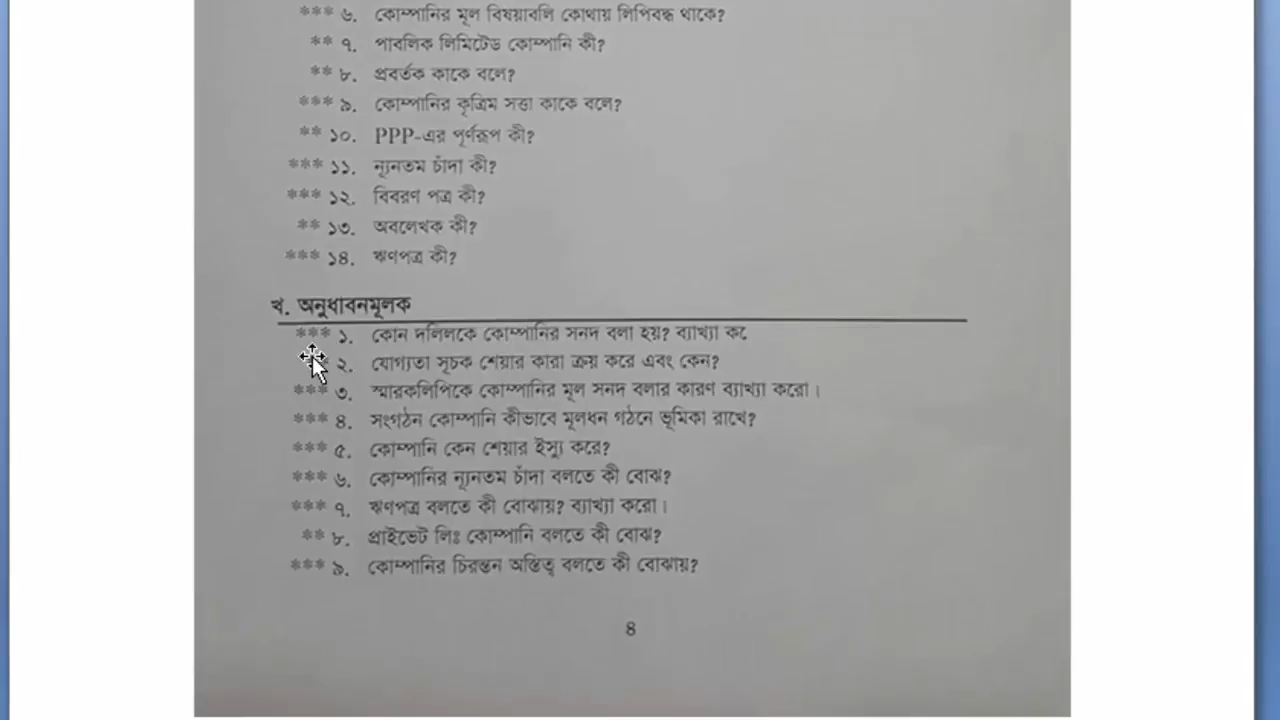 *** ৬. কোম্পানির মূল বিষয়াবলি কোথায় লিপিবদ্ধ থাকে?
** ৭. পাবলিক লিমিটেড কোম্পানি কী?
** ৮. প্রবর্তক কাকে বলে?
*** ৯. কোম্পানির কৃত্রিম সত্তা কাকে বলে?
** ১০. PPP-এর পূর্ণরূপ কী?
*** ১১. ন্যূনতম চাঁদা কী?
*** ১২. বিবরণ পত্র কী?
** ১৩. অবলেখক কী?
*** ১৪. ঋণপত্র কী?
খ. অনুধাবনমূলক
*** ১. কোন দলিলকে কোম্পানির সনদ বলা হয়? ব্যাখ্যা
২. যোগ্যতা সূচক শেয়ার কারা ক্রয় করে এবং কেন?
*** ৩. স্মারকলিপিকে কোম্পানির মূল সনদ বলার কারণ ব্যাখ্যা করো।
*** ৪. সংগঠন কোম্পানি কীভাবে মূলধন গঠনে ভূমিকা রাখে?
*** ৫. কোম্পানি কেন শেয়ার ইস্যু করে?
*** ৬. কোম্পানির ন্যূনতম চাঁদা বলতে কী বোঝ?
*** ৭. ঋণপত্র বলতে কী বোঝায়? ব্যাখ্যা করো।
** ৮. প্রাইভেট লিঃ কোম্পানি বলতে কী বোঝ?
*** ৯. কোম্পানির চিরন্তন অস্তিত্ব বলতে কী বোঝায়?
৪